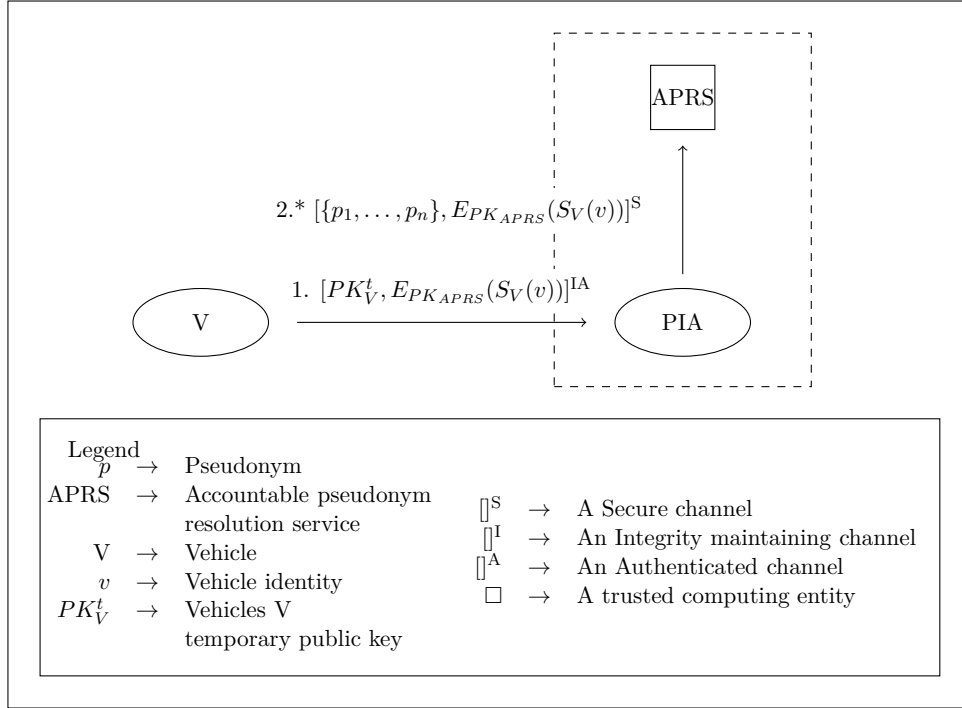 APRS
2.* [{p₁, . . . , pₙ}, E_{PK_{APRS}}(S_V(v))]^S
1. [PK_V^t, E_{PK_{APRS}}(S_V(v))]^{IA}
V
PIA
Legend
p → Pseudonym
APRS → Accountable pseudonym
resolution service
V → Vehicle
v → Vehicle identity
PK_V^t → Vehicles V
temporary public key
[]^S → A Secure channel
[]^I → An Integrity maintaining channel
[]^A → An Authenticated channel
□ → A trusted computing entity